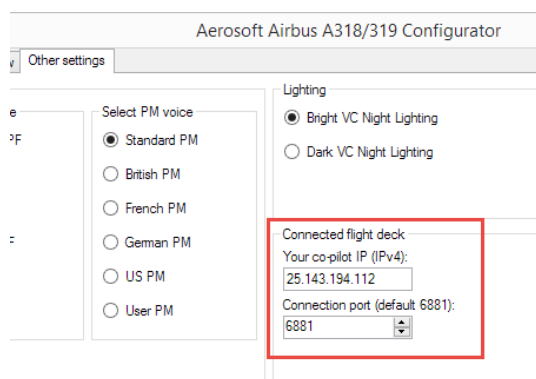 Aerosoft Airbus A318/319 Configurator
Other settings
Select PM voice
Standard PM
British PM
French PM
German PM
US PM
User PM
Lighting
Bright VC Night Lighting
Dark VC Night Lighting
Connected flight deck
Your co-pilot IP (IPv4):
25.143.194.112
Connection port (default 6881):
6881